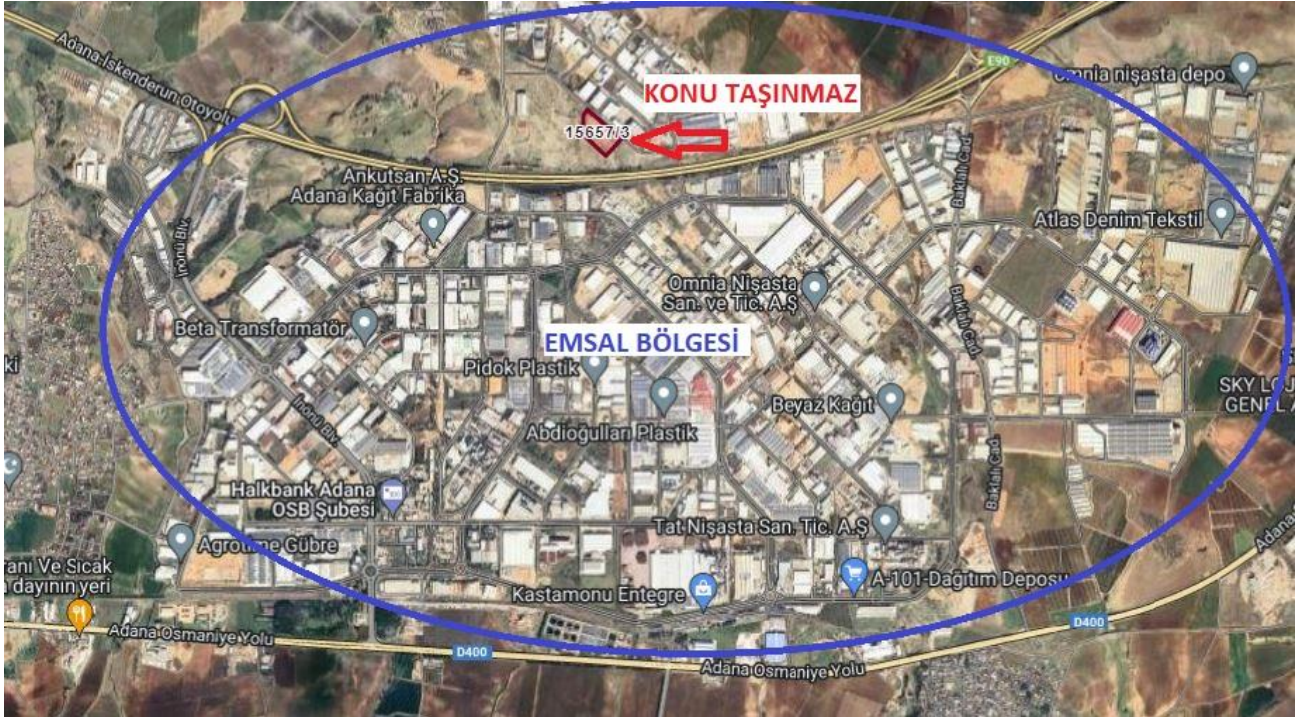 Adana-İskenderun Otoyolu
E90
Omnia nişasta depo
KONU TAŞINMAZ
15657/3
Ankutsan A.Ş.
Adana Kağıt Fabrika
Baklalı Cad
Atlas Denim Tekstil
İnönü Blv.
Omnia Nişasta
San. ve Tic. A.Ş
Beta Transformatör
EMSAL BÖLGESİ
Baklalı Cad
Pidok Plastik
Beyaz Kağıt
GENEL
İnönü Blv.
Abdioğulları Plastik
Baklalı Cad
Halkbank Adana
OSB Şubesi
Tat Nişasta San. Tic. A.Ş
Agrotime Gübre
Ve Sıcak
dayının yeri
Kastamonu Entegre
A-101-Dağıtım Deposu
Adana
Adana Osmaniye Yolu
D400
D400
Adana Osmaniye Yolu